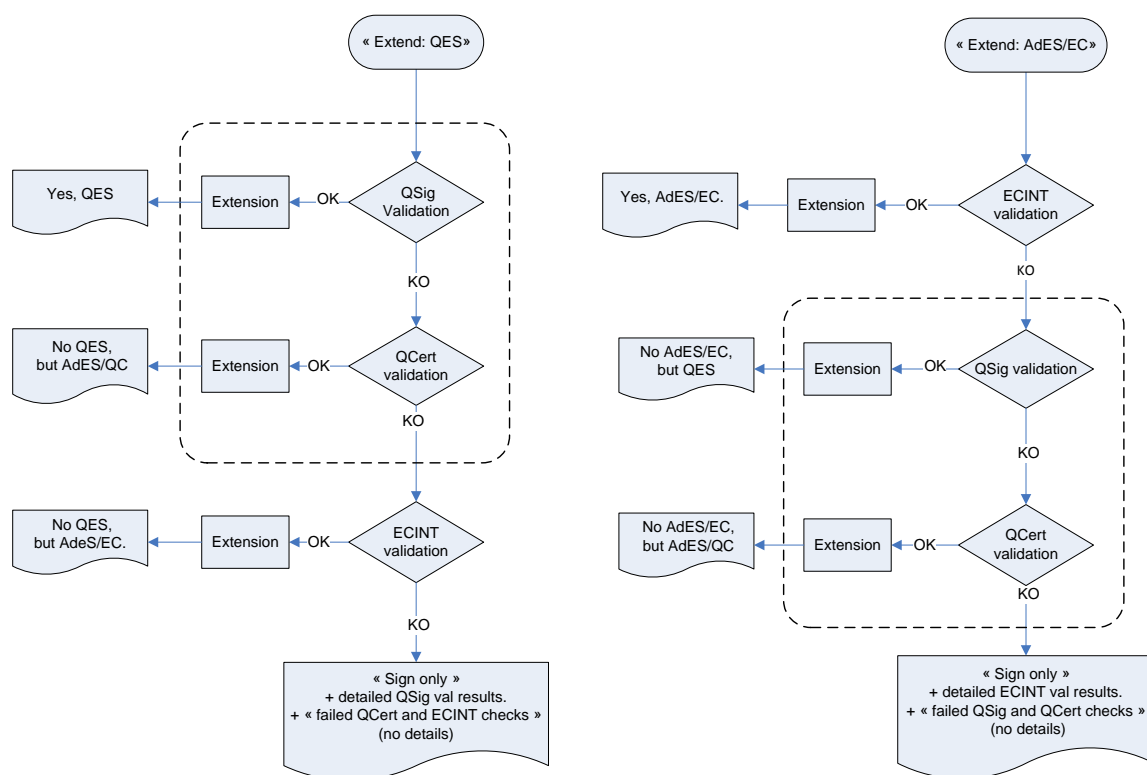 « Extend: QES»
QSig
Validation
OK
Extension
Yes, QES
KO
QCert
validation
OK
Extension
No QES,
but AdES/QC
KO
ECINT
validation
OK
Extension
No QES,
but AdeS/EC.
KO
« Sign only »
+ detailed QSig val results.
+ « failed QCert and ECINT checks »
(no details)
« Extend: AdES/EC»
ECINT
validation
OK
Extension
Yes, AdES/EC.
KO
QSig validation
OK
Extension
No AdES/EC,
but QES
KO
QCert
validation
OK
Extension
No AdES/EC,
but AdES/QC
KO
« Sign only »
+ detailed ECINT val results.
+ « failed QSig and QCert checks »
(no details)